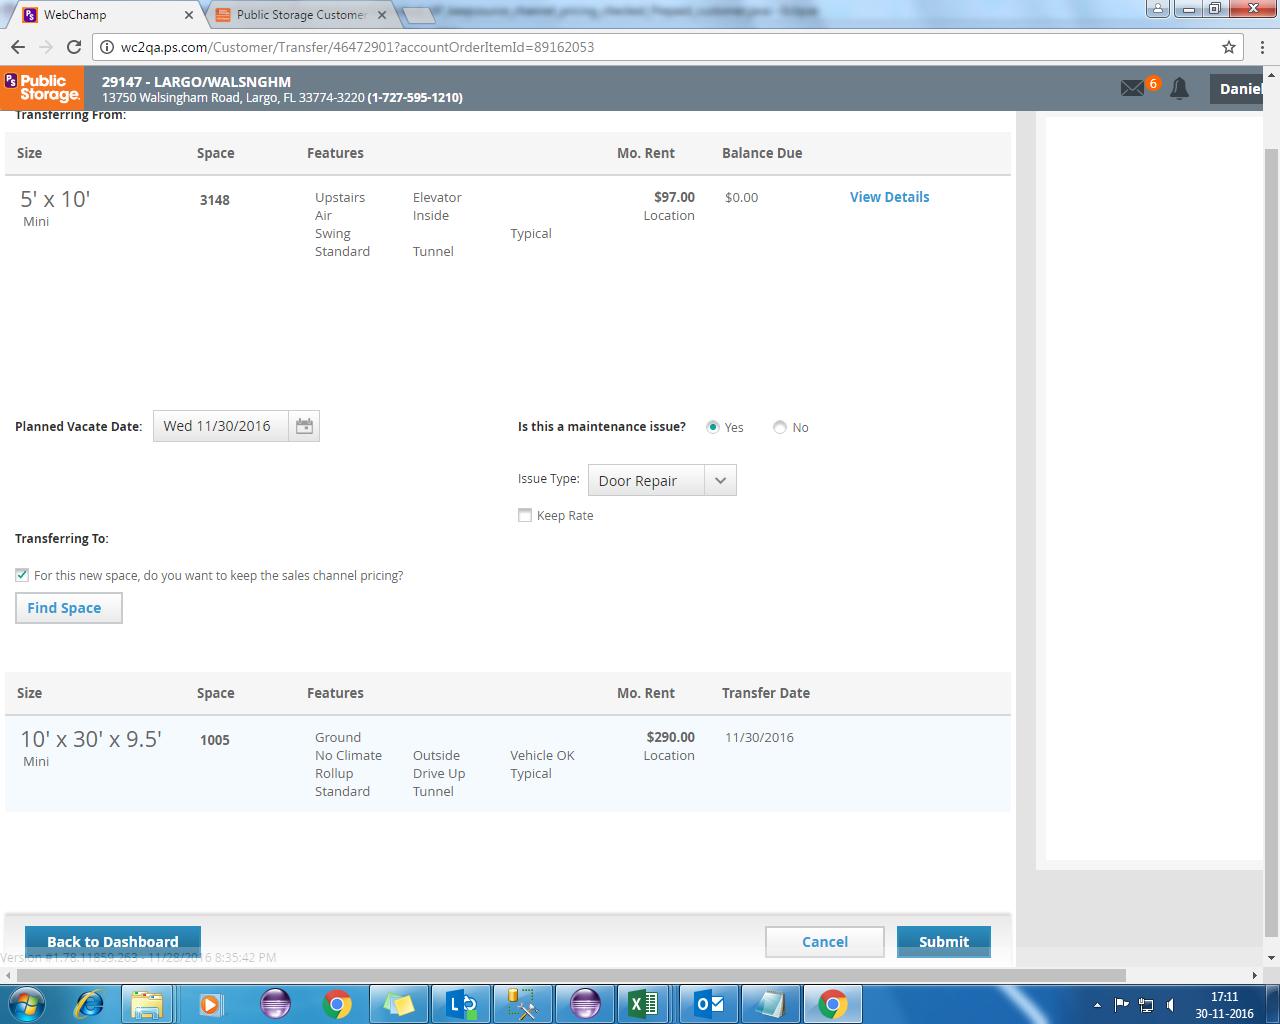 WebChamp
Public Storage Customer
wc2qa.ps.com/Customer/Transfer/46472901?accountOrderItemId=89162053
PS Public Storage.
29147 - LARGO/WALSNGHM
13750 Walsingham Road, Largo, FL 33774-3220 (1-727-595-1210)
6
Daniel
Transferring From:
Size Space Features Mo. Rent Balance Due
5' x 10' 3148 Upstairs Elevator $97.00 $0.00 View Details
Mini Air Inside Location
Swing Typical
Standard Tunnel
Planned Vacate Date: Wed 11/30/2016 Is this a maintenance issue? Yes No
Issue Type: Door Repair
Keep Rate
Transferring To:
For this new space, do you want to keep the sales channel pricing?
Find Space
Size Space Features Mo. Rent Transfer Date
10' x 30' x 9.5' 1005 Ground $290.00 11/30/2016
Mini No Climate Outside Vehicle OK Location
Rollup Drive Up Typical
Standard Tunnel
Back to Dashboard Cancel Submit
Version #1.78.11859.263 - 11/28/2016 8:35:42 PM
17:11
30-11-2016